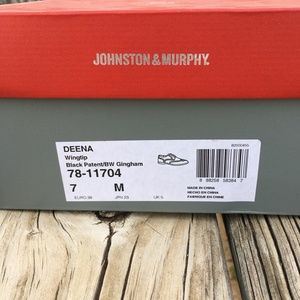 JOHNSTON & MURPHY.
DEENA
Wingtip
Black Patent/BW Gingham
78-11704
7 M
EURO 38 JPN 23 UK 5
MADE IN CHINA
HECHO EN CHINA
FABRIQUE EN CHINE